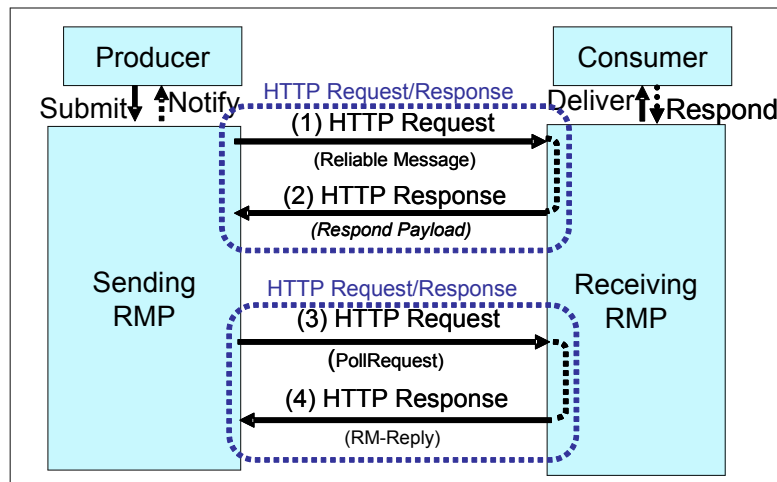 Producer
Consumer
Submit
Notify
HTTP Request/Response
Deliver
Respond
(1) HTTP Request
(Reliable Message)
(2) HTTP Response
(Respond Payload)
Sending
RMP
Receiving
RMP
HTTP Request/Response
(3) HTTP Request
(PollRequest)
(4) HTTP Response
(RM-Reply)